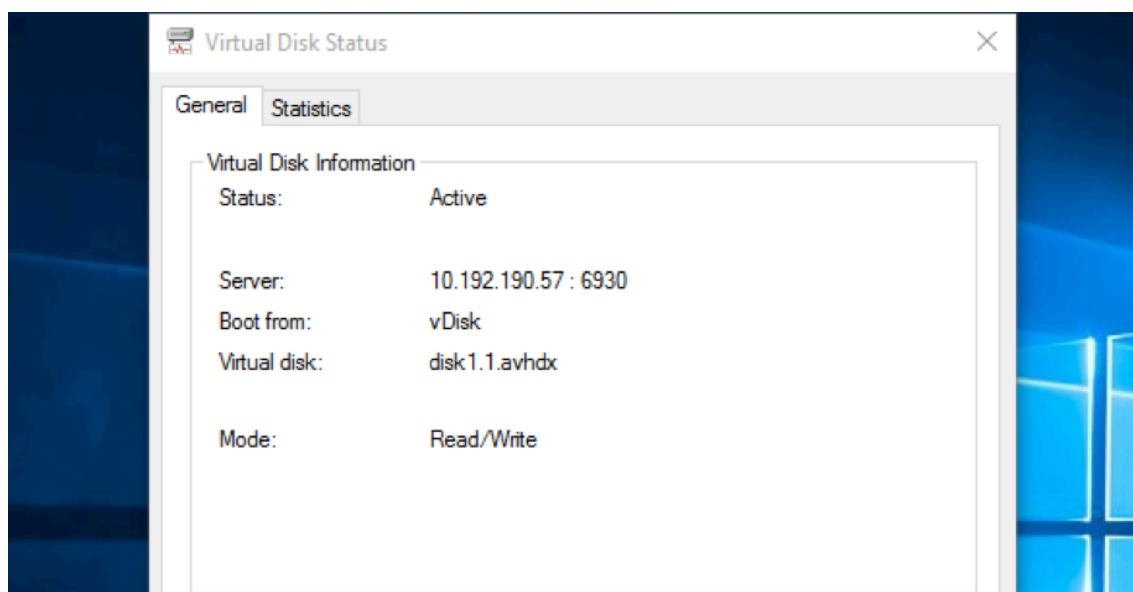 Virtual Disk Status
General Statistics
Virtual Disk Information
Status: Active
Server: 10.192.190.57 : 6930
Boot from: vDisk
Virtual disk: disk1.1.avhdx
Mode: Read/Write